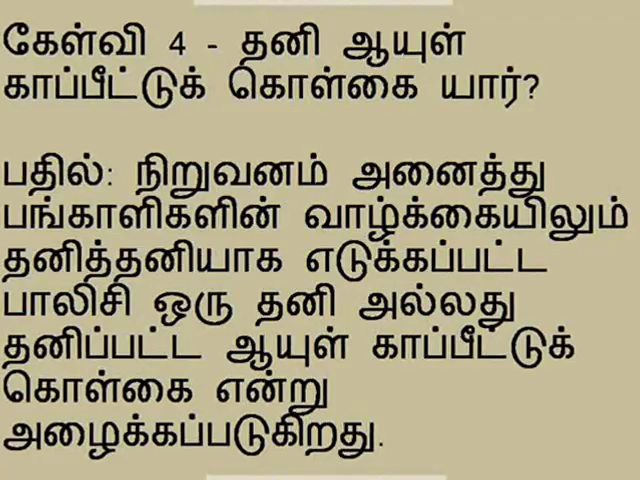 கேள்வி 4 - தனி ஆயுள்
காப்பீட்டுக் கொள்கை யார்?
பதில்: நிறுவனம் அனைத்து
பங்காளிகளின் வாழ்க்கையிலும்
தனித்தனியாக எடுக்கப்பட்ட
பாலிசி ஒரு தனி அல்லது
தனிப்பட்ட ஆயுள் காப்பீட்டுக்
கொள்கை என்று
அழைக்கப்படுகிறது.